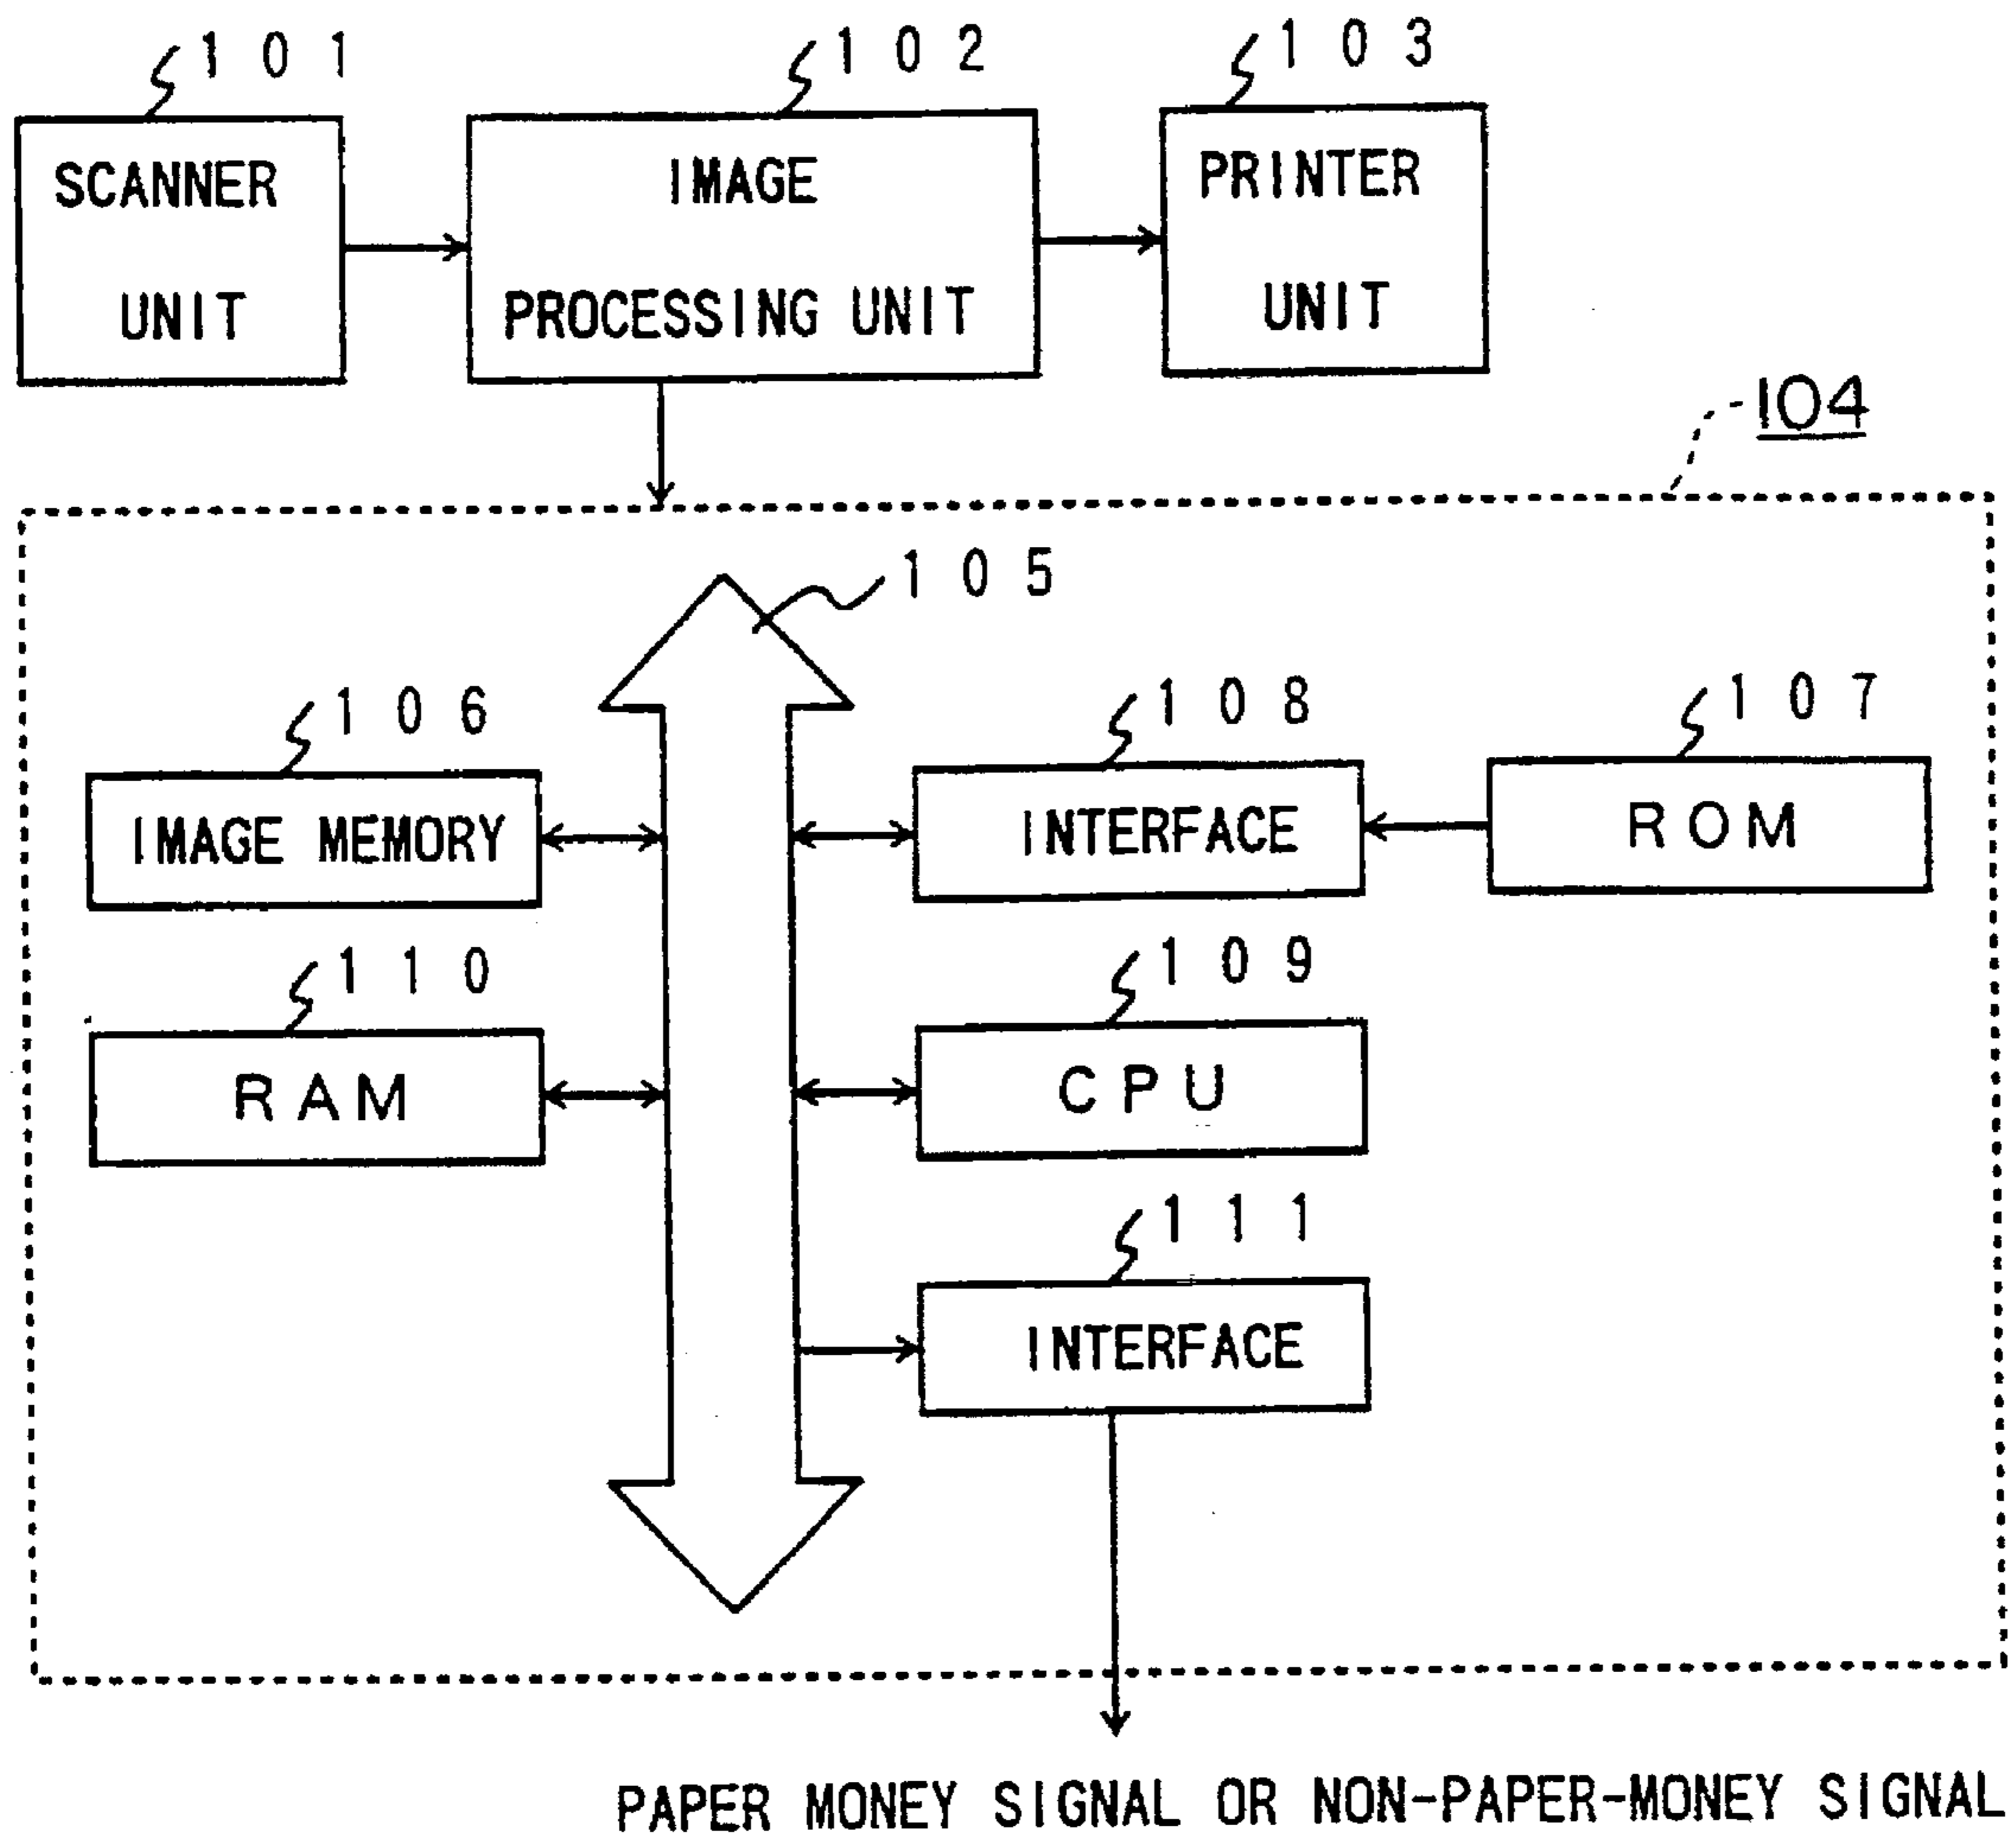 101
102
103
SCANNER
UNIT
IMAGE
PROCESSING UNIT
PRINTER
UNIT
104
105
106
108
107
IMAGE MEMORY
INTERFACE
ROM
110
109
RAM
CPU
111
INTERFACE
PAPER MONEY SIGNAL OR NON-PAPER-MONEY SIGNAL